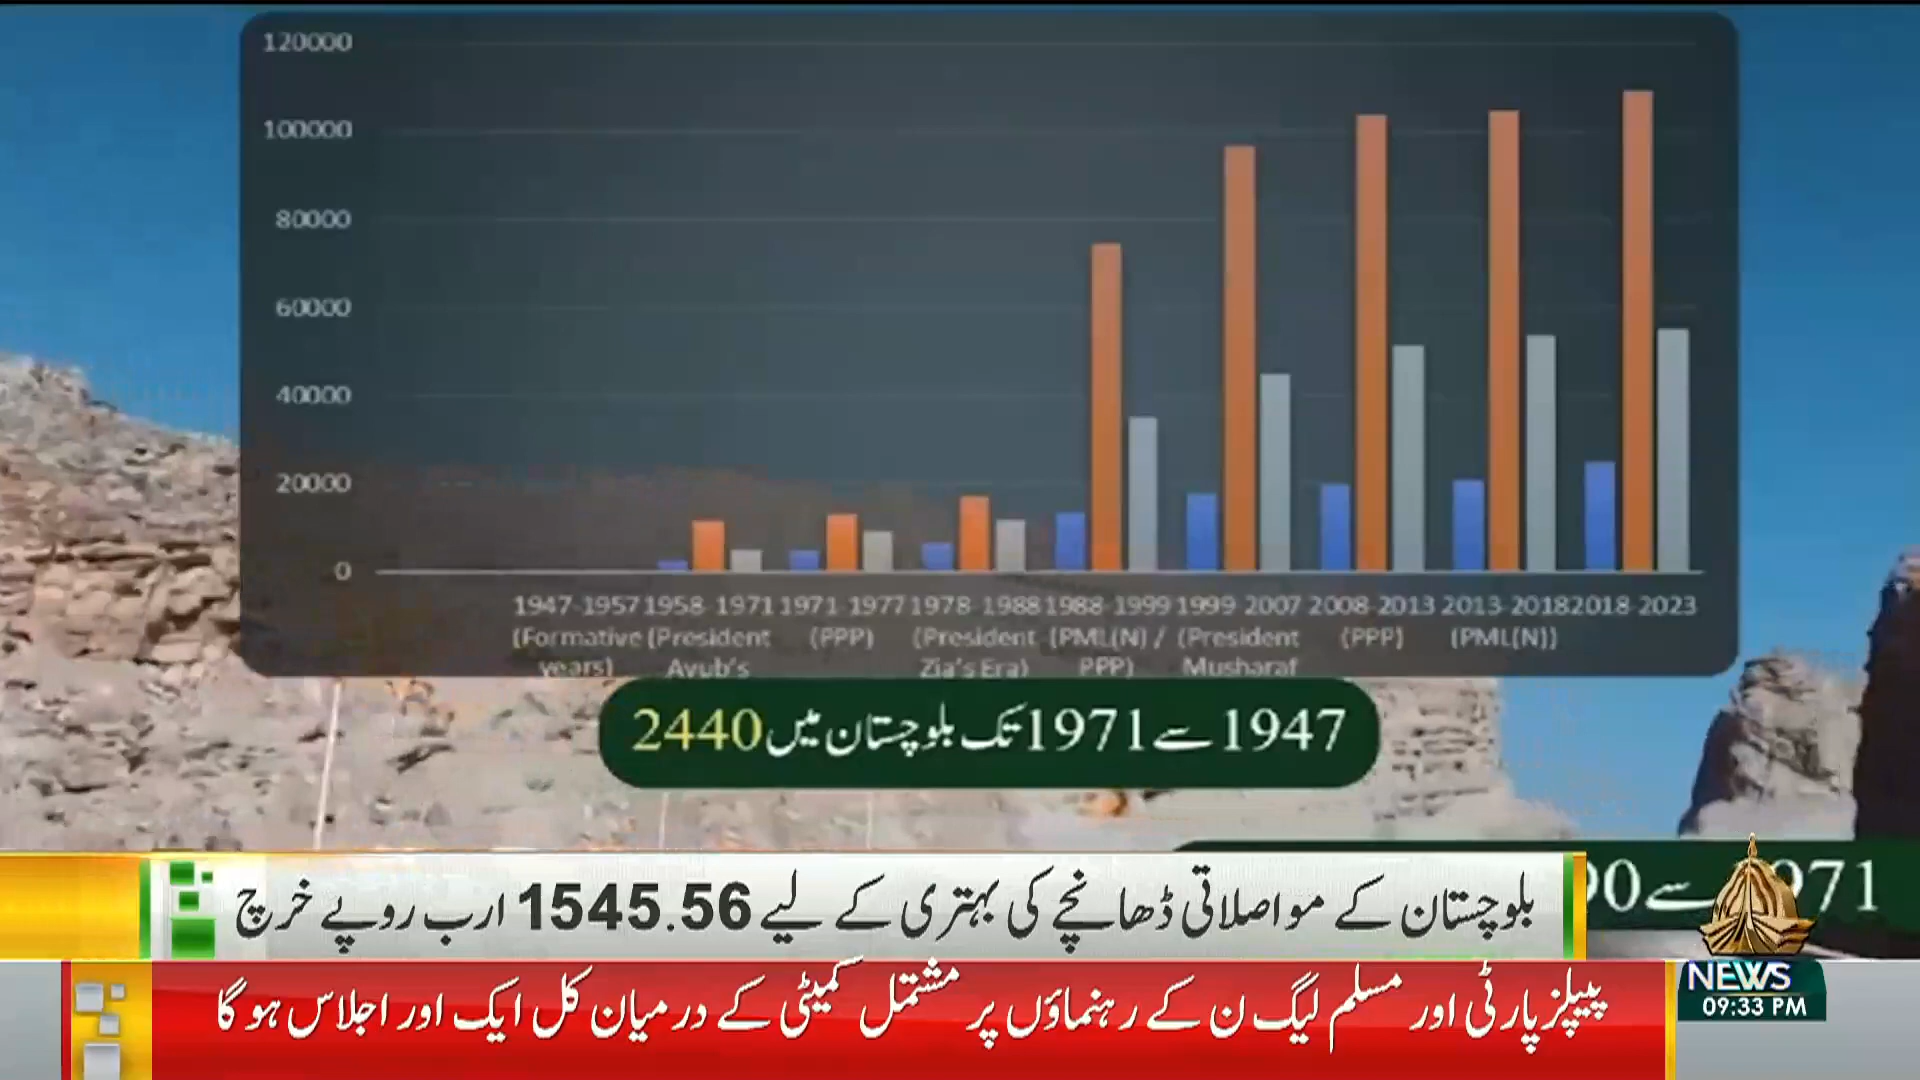 120000
100000
80000
60000
40000
20000
0
1947-1957 1958-1971 1971-1977 1978-1988 1988-1999 1999-2007 2008-2013 2013-2018 2018-2023
(Formative (President (PPP) (President (PML(N) / (President (PPP) (PML(N))
years) Ayub's Zia's Era) PPP) Musharaf
1947 سے 1971 تک بلوچستان میں 2440
بلوچستان کے مواصلاتی ڈھانچے کی بہتری کے لیے 1545.56 ارب روپے خرچ
پیپلز پارٹی اور مسلم لیگ ن کے رہنماؤں پر مشتمل کمیٹی کے درمیان کل ایک اور اجلاس ہو گا
NEWS
09:33 PM